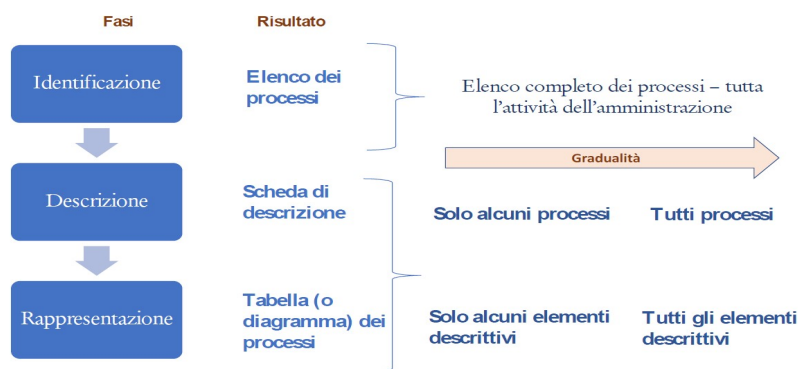 Fasi
Risultato
Identificazione
Elenco dei
processi
Elenco completo dei processi – tutta
l'attività dell'amministrazione
Gradualità
Descrizione
Scheda di
descrizione
Solo alcuni processi
Tutti processi
Rappresentazione
Tabella (o
diagramma) dei
processi
Solo alcuni elementi
descrittivi
Tutti gli elementi
descrittivi